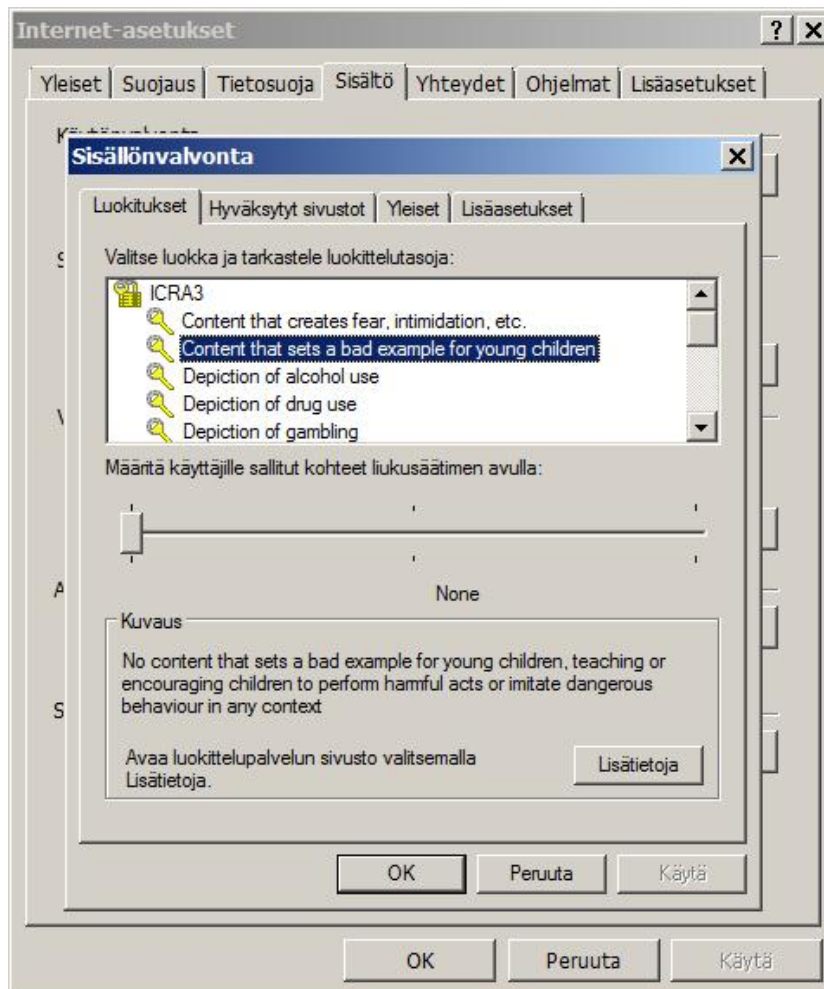 Internet-asetukset
Yleiset Suojaus Tietosuoja Sisältö Yhteydet Ohjelmat Lisäasetukset
Sisällönvalvonta
Luokitukset Hyväksytyt sivustot Yleiset Lisäasetukset
Valitse luokka ja tarkastele luokittelutasoja:
ICRA3
Content that creates fear, intimidation, etc.
Content that sets a bad example for young children
Depiction of alcohol use
Depiction of drug use
Depiction of gambling
Määritä käyttäjille sallitut kohteet liukusäätimen avulla:
None
Kuvaus
No content that sets a bad example for young children, teaching or
encouraging children to perform harmful acts or imitate dangerous
behaviour in any context
Avaa luokittelupalvelun sivusto valitsemalla
Lisätietoja.
Lisätietoja
OK Peruuta Käytä
OK Peruuta Käytä